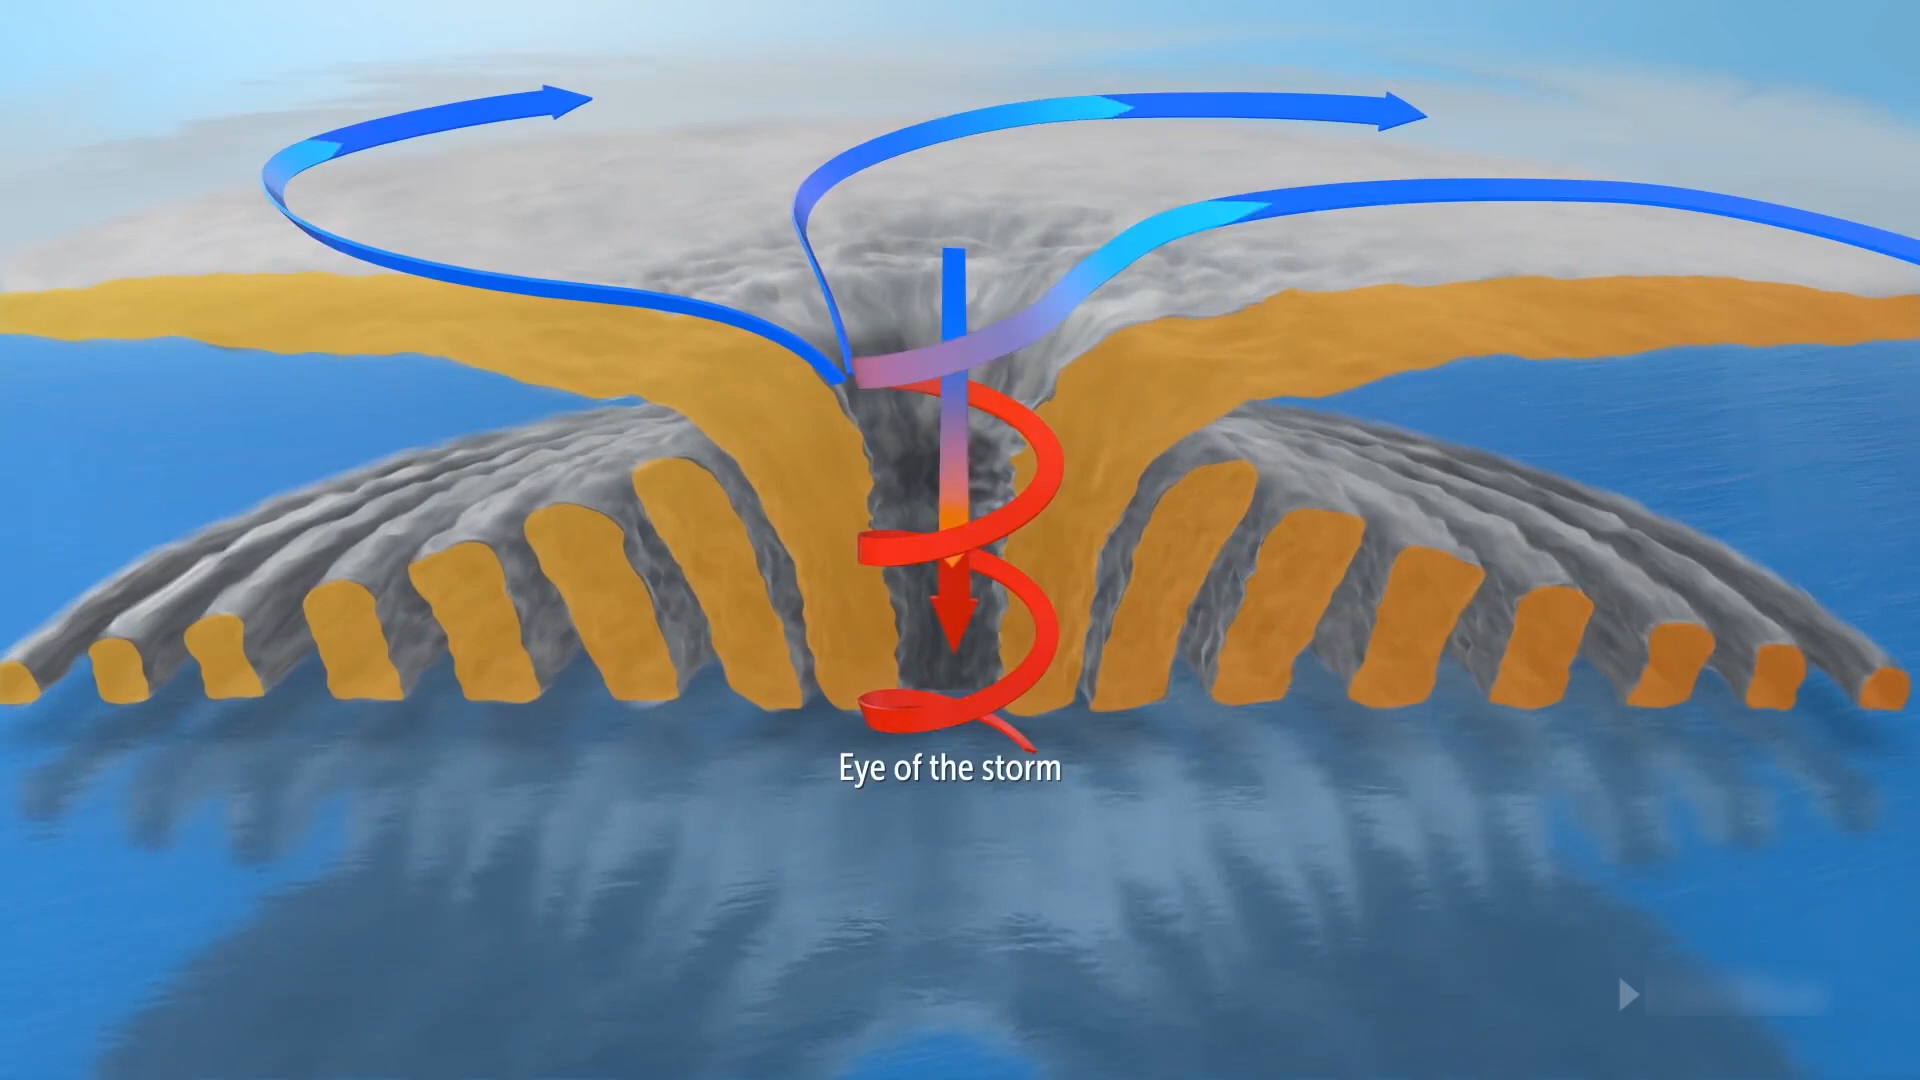 Eye of the storm